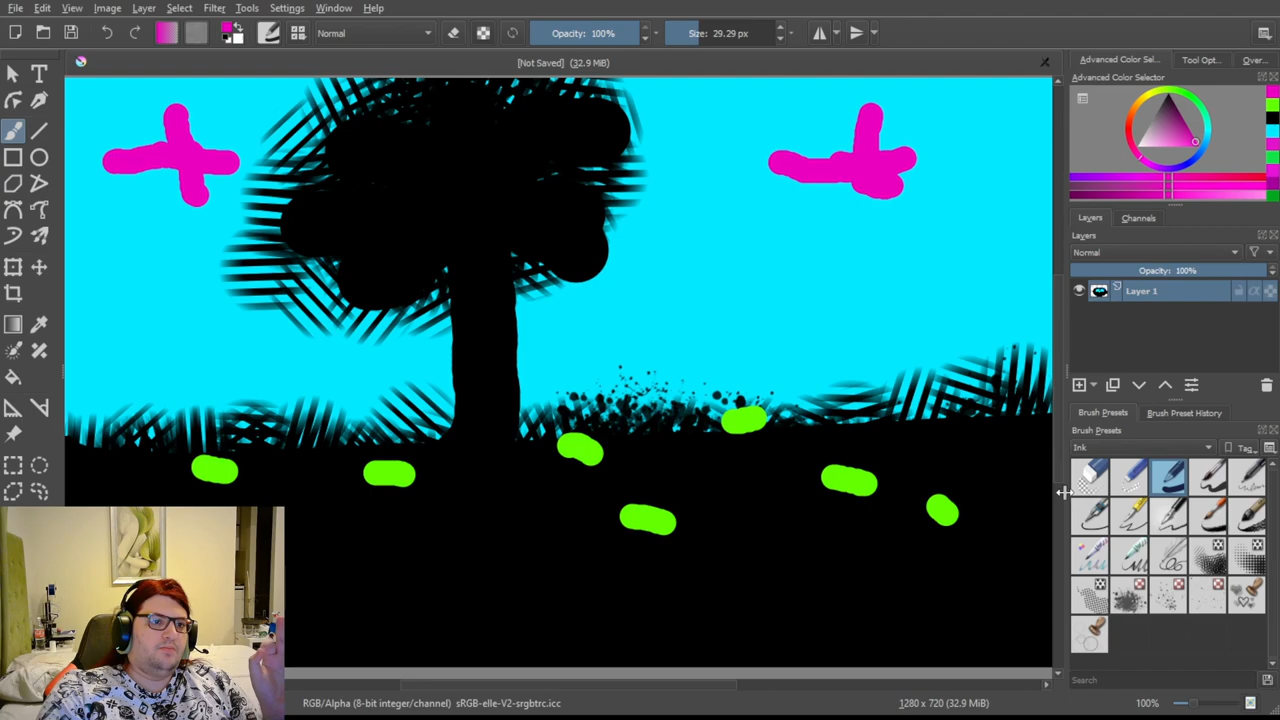 File Edit View Image Layer Select Filter Tools Settings Window Help
Normal Opacity: 100% Size: 29.29 px
[Not Saved] (32.9 MiB)
Advanced Color Sel... Tool Opt... Over...
Advanced Color Selector
Layers Channels
Layers
Normal
Opacity: 100%
Layer 1
Brush Presets Brush Preset History
Brush Presets
Ink Tag
Search
RGB/Alpha (8-bit integer/channel) sRGB-elle-V2-srgbtrc.icc 1280 x 720 (32.9 MiB) 100%